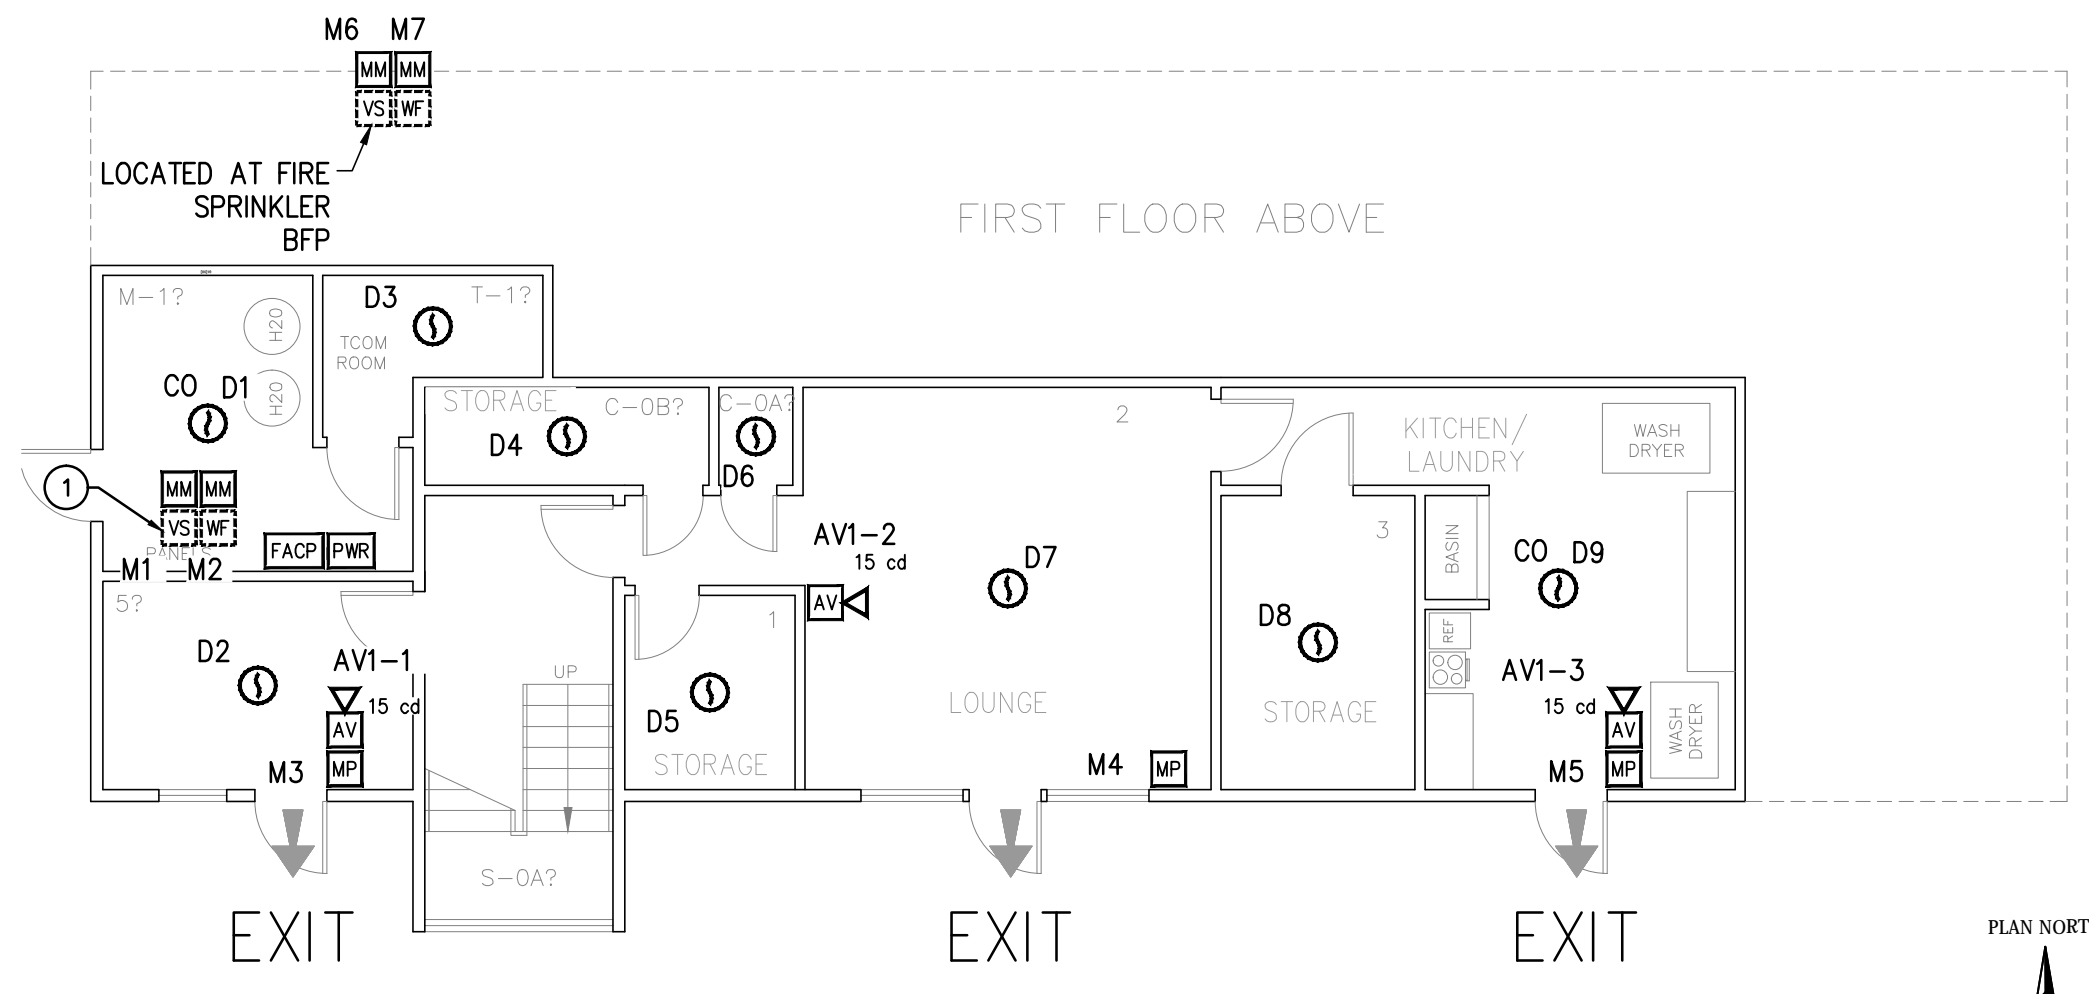 M6 M7
MM MM
VS WF
LOCATED AT FIRE
SPRINKLER
BFP
FIRST FLOOR ABOVE
M-1?
H20
H20
CO D1
D3
T-1?
TCOM
ROOM
STORAGE
C-0B?
D4
C-0A?
D6
2
KITCHEN/
LAUNDRY
WASH
DRYER
1
MM MM
VS WF
PANELS
FACP PWR
M1 M2
5?
D2
AV1-1
15 cd
AV
MP
M3
UP
S-0A?
1
D5
STORAGE
AV1-2
15 cd
AV
D7
LOUNGE
M4
MP
3
D8
STORAGE
BASIN
REF
CO D9
AV1-3
15 cd
AV
MP
M5
WASH
DRYER
EXIT
EXIT
EXIT
PLAN NORT